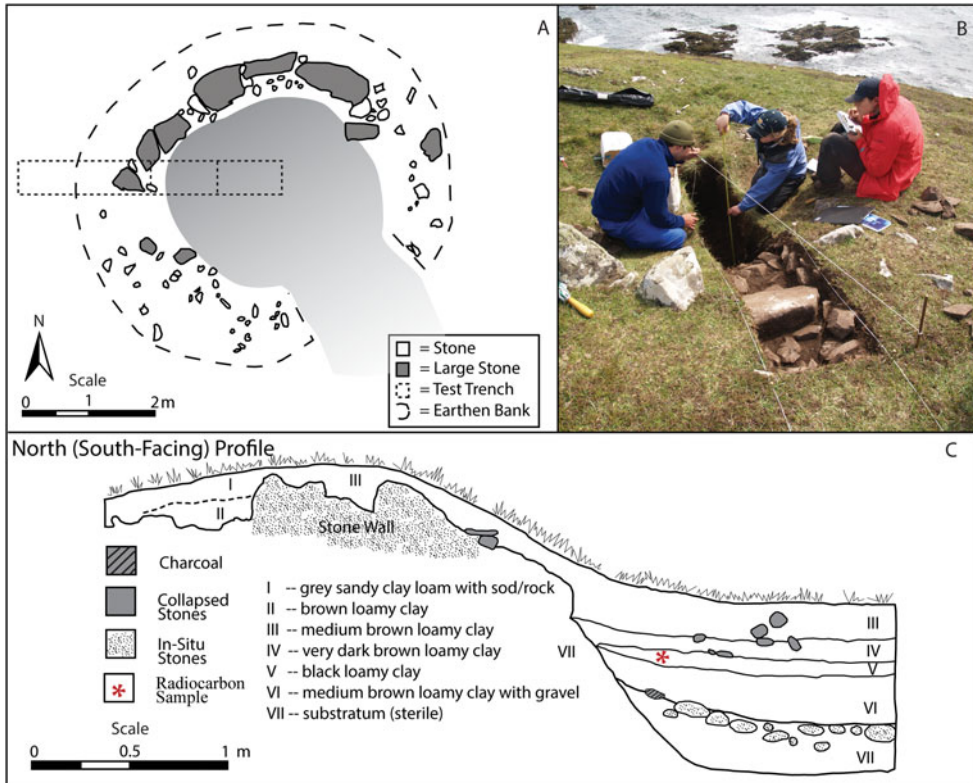 A
N
Scale
0 1 2m
= Stone
= Large Stone
= Test Trench
= Earthen Bank
B
North (South-Facing) Profile
C
I
II
III
Stone Wall
Charcoal
Collapsed Stones
In-Situ Stones
* Radiocarbon Sample
I -- grey sandy clay loam with sod/rock
II -- brown loamy clay
III -- medium brown loamy clay
IV -- very dark brown loamy clay
V -- black loamy clay
VI -- medium brown loamy clay with gravel
VII -- substratum (sterile)
VII
*
III
IV
V
VI
VII
Scale
0 0.5 1 m